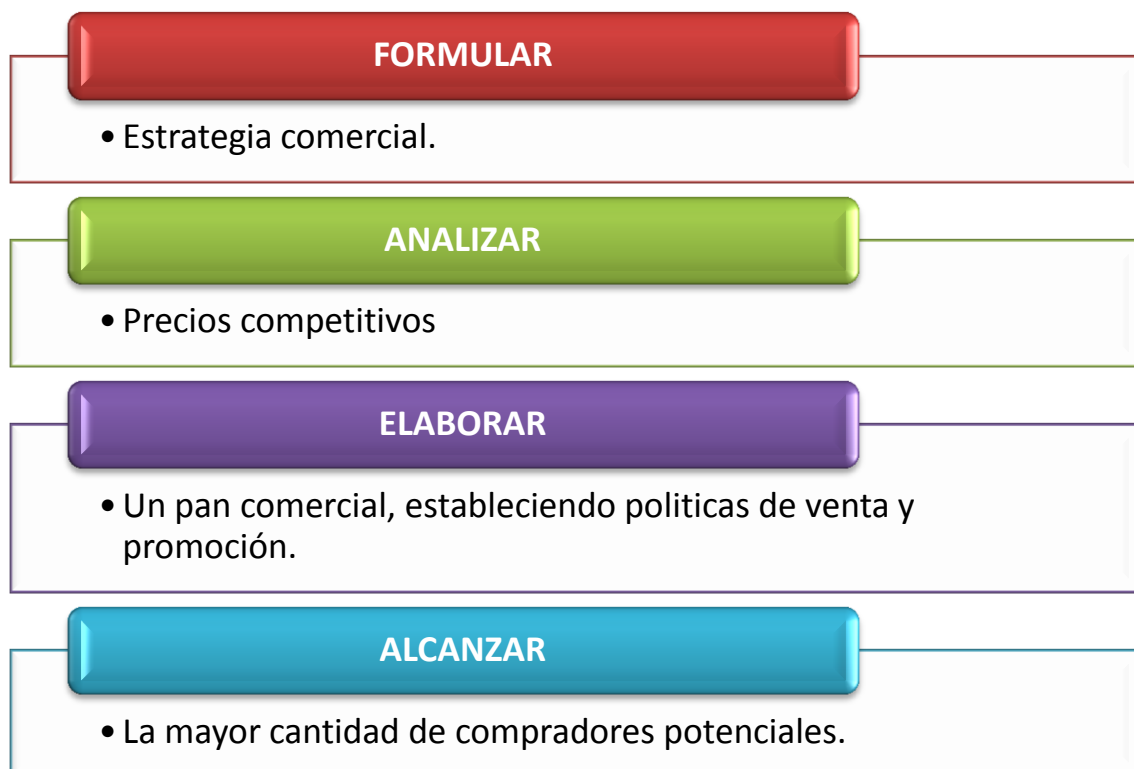 FORMULAR
• Estrategia comercial.
ANALIZAR
• Precios competitivos
ELABORAR
• Un pan comercial, estableciendo politicas de venta y
promoción.
ALCANZAR
• La mayor cantidad de compradores potenciales.